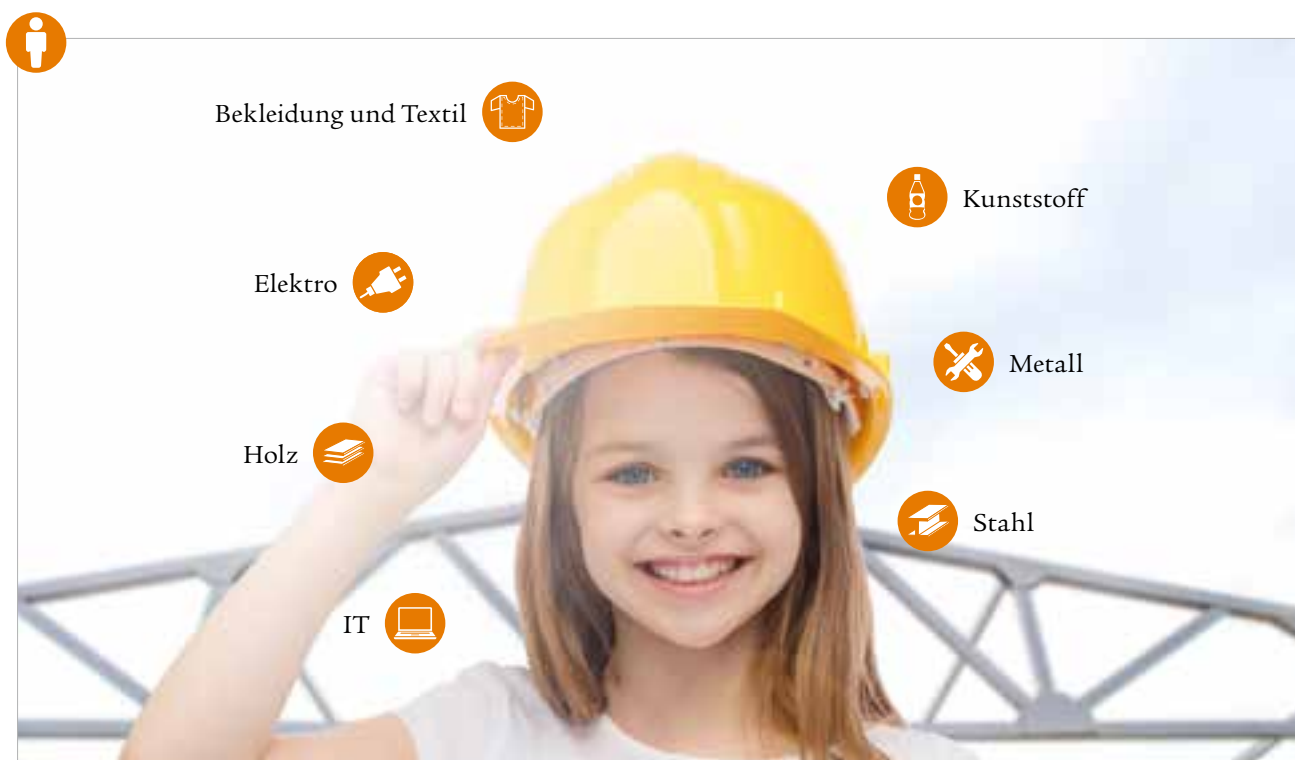 Bekleidung und Textil
Kunststoff
Elektro
Metall
Holz
Stahl
IT